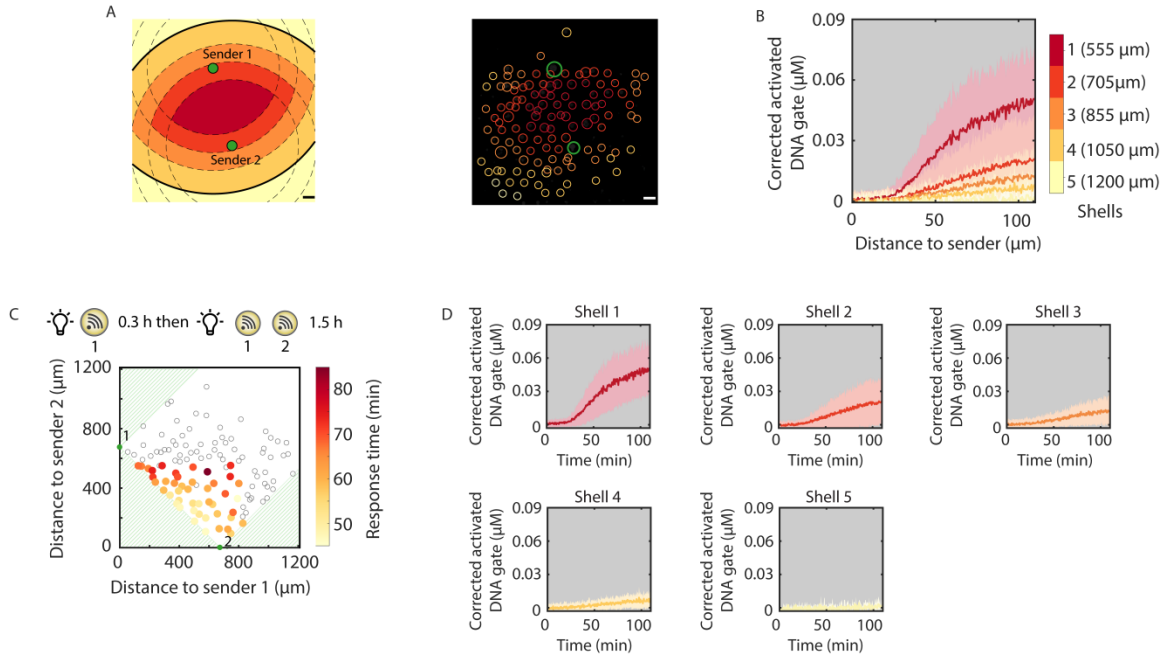 A
Sender 1
Sender 2
B
Corrected activated
DNA gate (µM)
0.09
0.06
0.03
0
0
50
100
Distance to sender (µm)
1 (555 µm)
2 (705µm)
3 (855 µm)
4 (1050 µm)
5 (1200 µm)
Shells
C
1
0.3 h then
1
2
1.5 h
Distance to sender 2 (µm)
1200
800
400
0
1
2
0
400
800
1200
Distance to sender 1 (µm)
80
70
60
50
Response time (min)
D
Shell 1
Corrected activated
DNA gate (µM)
0.09
0.06
0.03
0
0
50
100
Time (min)
Shell 2
Corrected activated
DNA gate (µM)
0.09
0.06
0.03
0
0
50
100
Time (min)
Shell 3
Corrected activated
DNA gate (µM)
0.09
0.06
0.03
0
0
50
100
Time (min)
Shell 4
Corrected activated
DNA gate (µM)
0.09
0.06
0.03
0
0
50
100
Time (min)
Shell 5
Corrected activated
DNA gate (µM)
0.09
0.06
0.03
0
0
50
100
Time (min)